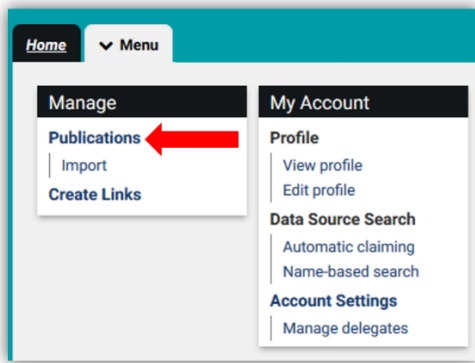 Home
Menu
Manage
Publications
Import
Create Links
My Account
Profile
View profile
Edit profile
Data Source Search
Automatic claiming
Name-based search
Account Settings
Manage delegates